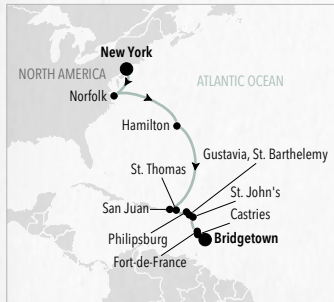 New York
NORTH AMERICA
ATLANTIC OCEAN
Norfolk
Hamilton
Gustavia, St. Barthelemy
St. Thomas
St. John's
San Juan
Castries
Philipsburg
Bridgetown
Fort-de-France